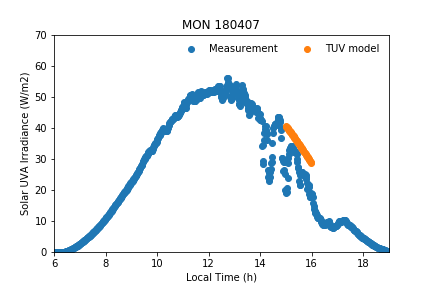 MON 180407
Measurement TUV model
Solar UVA Irradiance (W/m2)
70
60
50
40
30
20
10
0
6 8 10 12 14 16 18
Local Time (h)